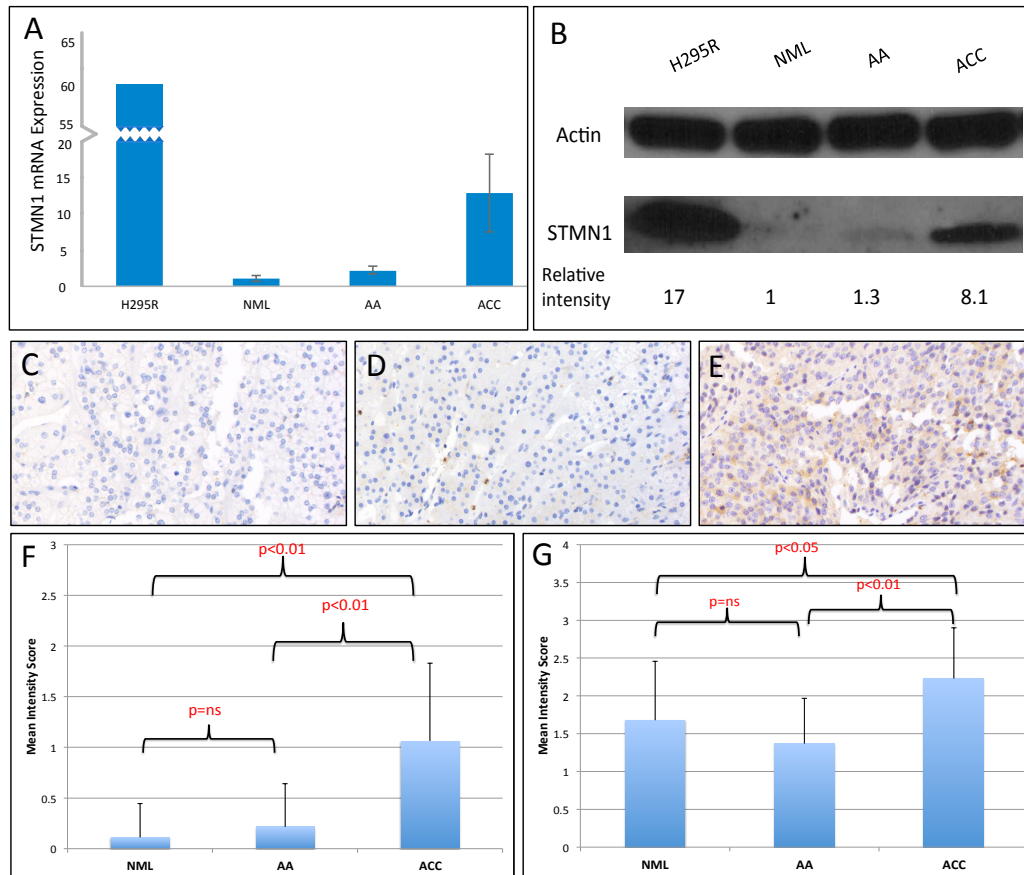 A
STMN1 mRNA Expression
65
60
55
20
15
10
5
0
H295R NML AA ACC
B
H295R NML AA ACC
Actin
STMN1
Relative
intensity
17 1 1.3 8.1
C
D
E
F
Mean Intensity Score
3
2.5
2
1.5
1
0.5
0
p<0.01
p<0.01
p=ns
NML AA ACC
G
Mean Intensity Score
4
3.5
3
2.5
2
1.5
1
0.5
0
p<0.05
p<0.01
p=ns
NML AA ACC